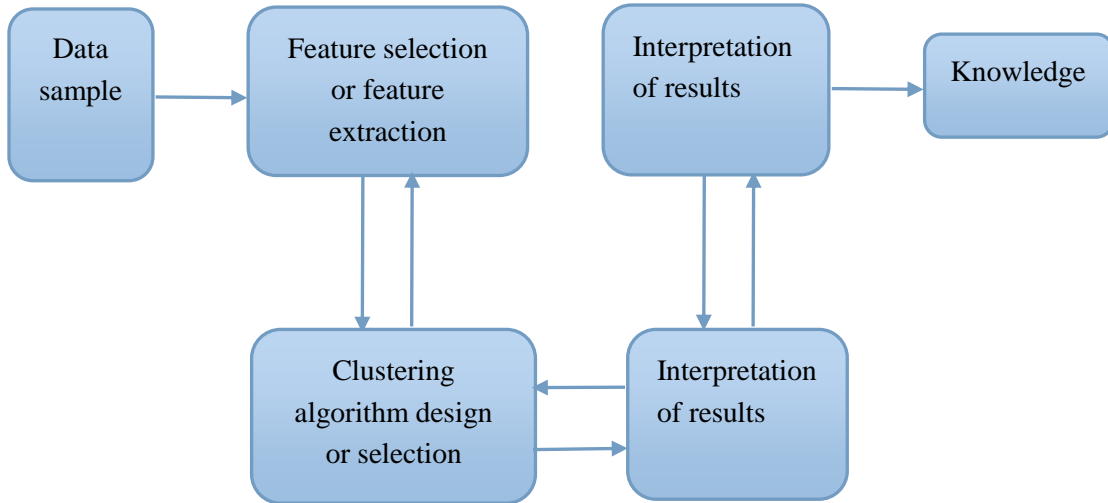 Data
sample
Feature selection
or feature
extraction
Interpretation
of results
Knowledge
Clustering
algorithm design
or selection
Interpretation
of results